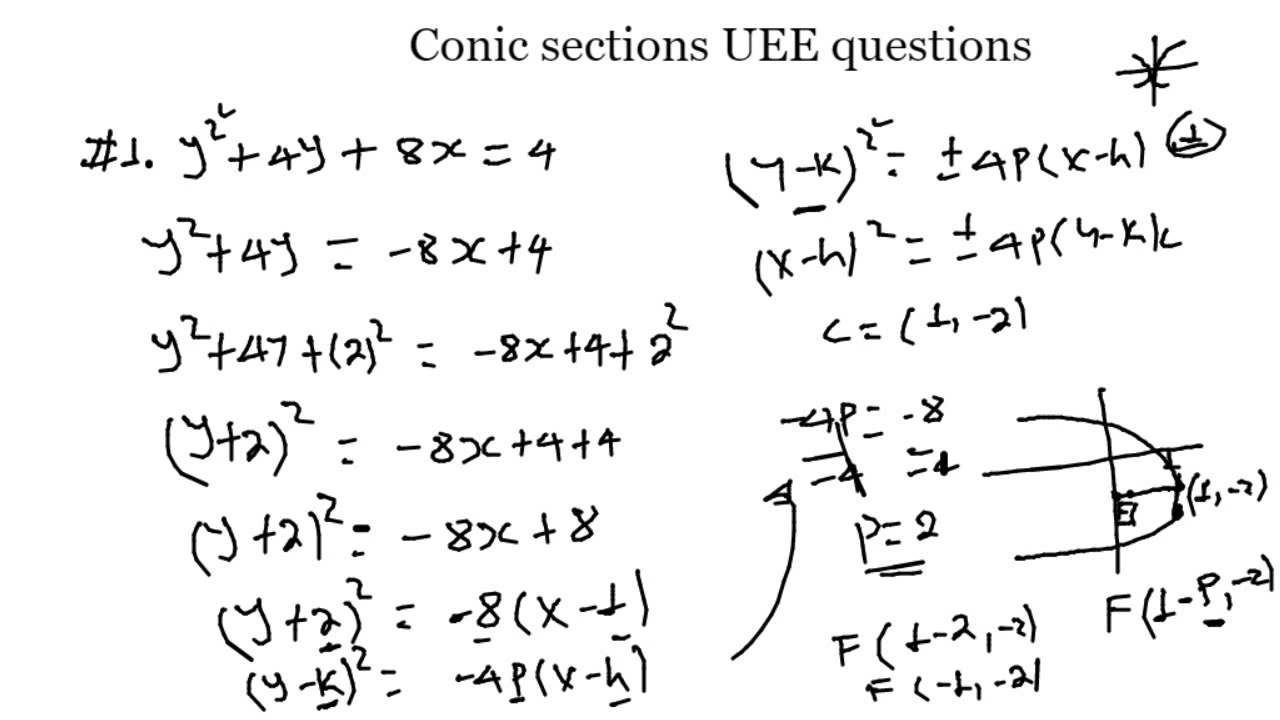 Conic sections UEE questions
#1. y² + 4y + 8x = 4
y² + 4y = -8x + 4
y² + 4y + (2)² = -8x + 4 + 2²
(y + 2)² = -8x + 4 + 4
(y + 2)² = -8x + 8
(y + 2)² = -8(x - 1)
(y - k)² = -4p(x - h)
(y - k)² = ± 4p(x - h) (1)
(x - h)² = ± 4p(y - k)
c = (1, -2)
-4p = -8
-4 = 4
p = 2
(1, -2)
F(1 - p, -2)
F(1 - 2, -2)
F(-1, -2)